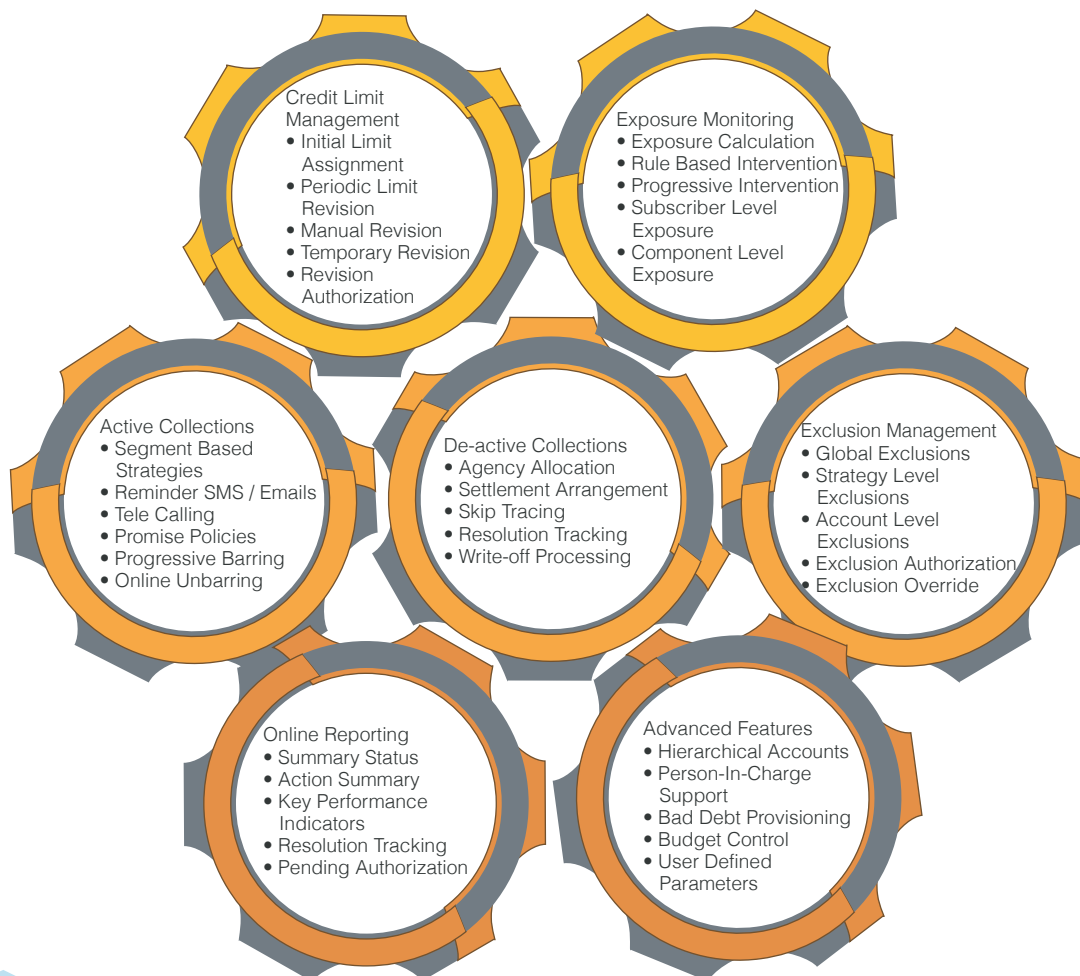 Credit Limit
Management
• Initial Limit
Assignment
• Periodic Limit
Revision
• Manual Revision
• Temporary Revision
• Revision
Authorization
Exposure Monitoring
• Exposure Calculation
• Rule Based Intervention
• Progressive Intervention
• Subscriber Level
Exposure
• Component Level
Exposure
Active Collections
• Segment Based
Strategies
• Reminder SMS / Emails
• Tele Calling
• Promise Policies
• Progressive Barring
• Online Unbarring
De-active Collections
• Agency Allocation
• Settlement Arrangement
• Skip Tracing
• Resolution Tracking
• Write-off Processing
Exclusion Management
• Global Exclusions
• Strategy Level
Exclusions
• Account Level
Exclusions
• Exclusion Authorization
• Exclusion Override
Online Reporting
• Summary Status
• Action Summary
• Key Performance
Indicators
• Resolution Tracking
• Pending Authorization
Advanced Features
• Hierarchical Accounts
• Person-In-Charge
Support
• Bad Debt Provisioning
• Budget Control
• User Defined
Parameters